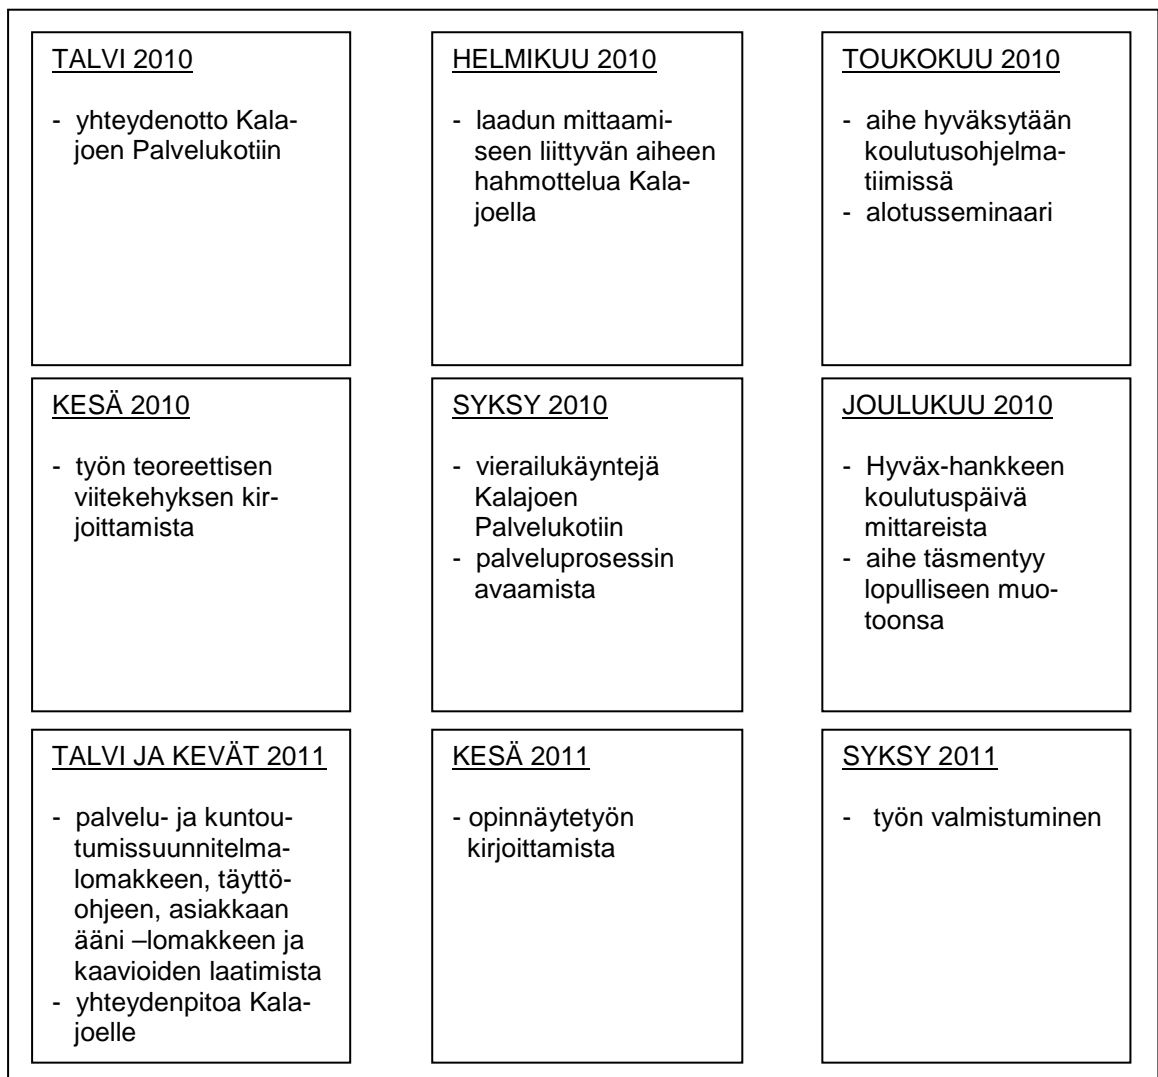 TALVI 2010
- yhteydenotto Kala-
joen Palvelukotiin
HELMIKUU 2010
- laadun mittaami-
seen liittyvän aiheen
hahmottelua Kala-
joella
TOUKOKUU 2010
- aihe hyväksytään
koulutusohjelma-
tiimissä
- alotusseminaari
KESÄ 2010
- työn teoreettisen
viitekehyksen kir-
joittamista
SYKSY 2010
- vierailukäyntejä
Kalajoen
Palvelukotiin
- palveluprosessin
avaamista
JOULUKUU 2010
- Hyväx-hankkeen
koulutuspäivä
mittareista
- aihe täsmentyy
lopulliseen muo-
toonsa
TALVI JA KEVÄT 2011
- palvelu- ja kuntou-
tumissuunnitelma-
lomakkeen, täyttö-
ohjeen, asiakkaan
ääni –lomakkeen ja
kaavioiden laatimista
- yhteydenpitoa Kala-
joelle
KESÄ 2011
- opinnäytetyön
kirjoittamista
SYKSY 2011
- työn valmistuminen